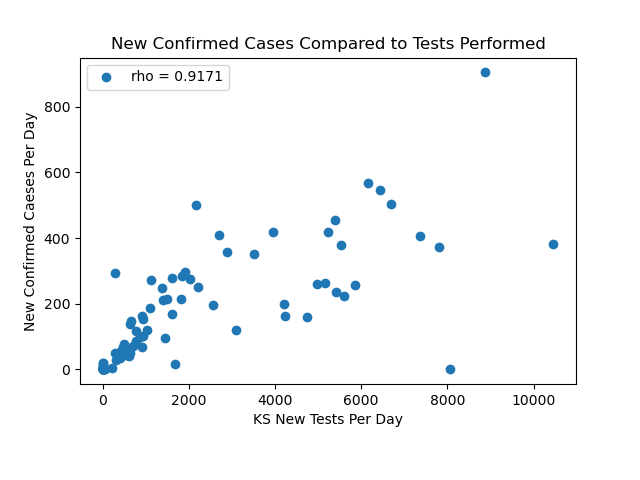 New Confirmed Cases Compared to Tests Performed
rho = 0.9171
New Confirmed Caeses Per Day
800
600
400
200
0
0 2000 4000 6000 8000 10000
KS New Tests Per Day